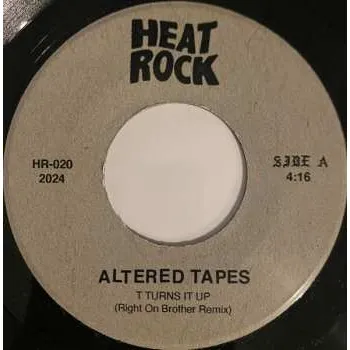 HEAT
ROCK
HR-020
2024
SIDE A
4:16
ALTERED TAPES
T TURNS IT UP
(Right On Brother Remix)